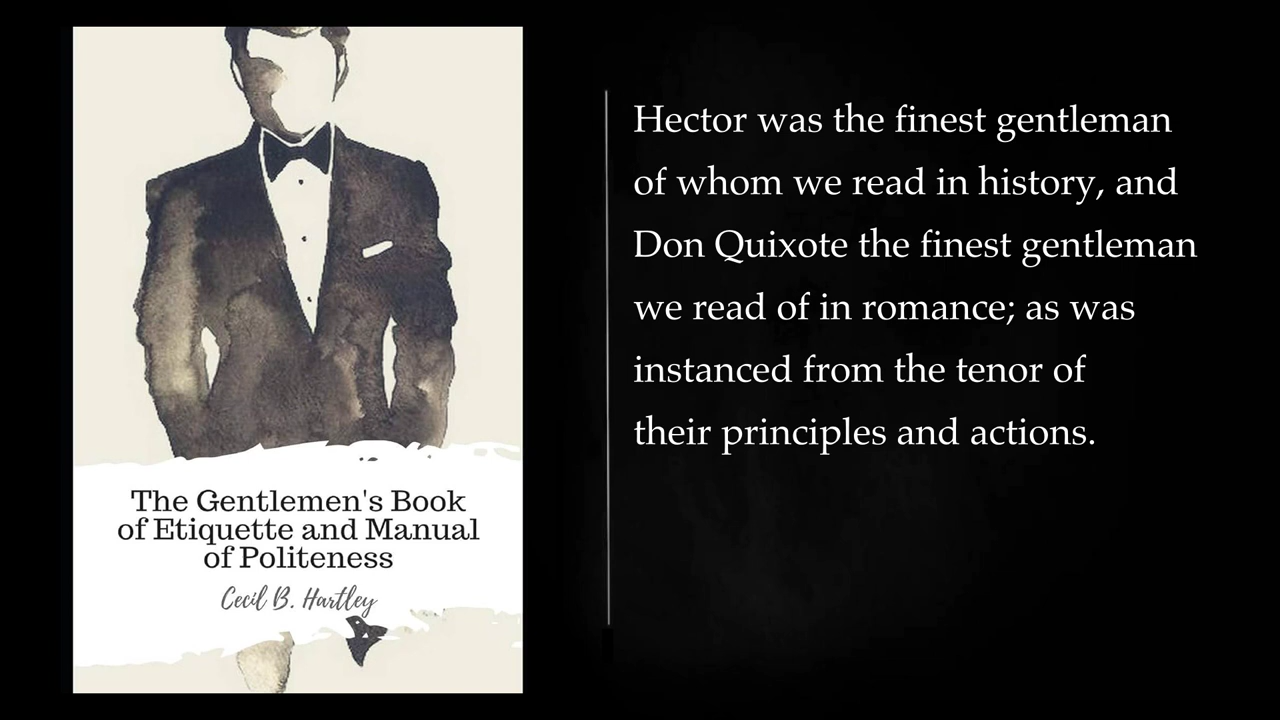 The Gentlemen's Book
of Etiquette and Manual
of Politeness
Cecil B. Hartley
Hector was the finest gentleman
of whom we read in history, and
Don Quixote the finest gentleman
we read of in romance; as was
instanced from the tenor of
their principles and actions.